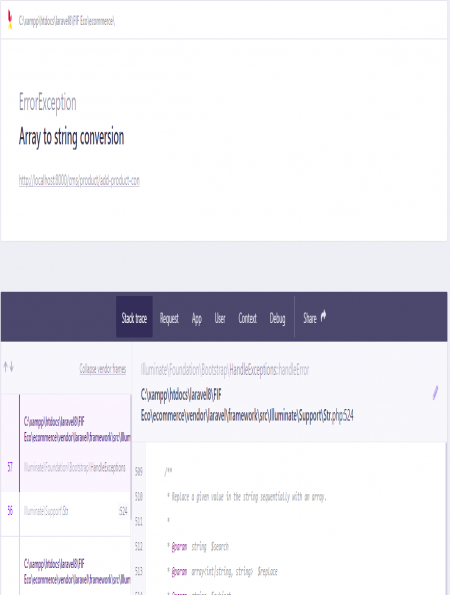 C:\xampp\htdocs\laravel8\FIF Eco\ecommerce\
ErrorException
Array to string conversion
http://localhost:8000/cms/product/add-product-con
Stack trace Request App User Context Debug Share
Collapse vendor frames
Illuminate\Foundation\Bootstrap\HandleExceptions::handleError
C:\xampp\htdocs\laravel8\FIF
Eco\ecommerce\vendor\laravel\framework\src\Illuminate\Support\Str.php:524
C:\xampp\htdocs\laravel8\FIF
Eco\ecommerce\vendor\laravel\framework\src\Illum
57 Illuminate\Foundation\Bootstrap\HandleExceptions
56 Illuminate\Support\Str :524
C:\xampp\htdocs\laravel8\FIF
Eco\ecommerce\vendor\laravel\framework\src\Illum
509 /**
510 * Replace a given value in the string sequentially with an array.
511 *
512 * @param string $search
513 * @param array<int|string, string> $replace